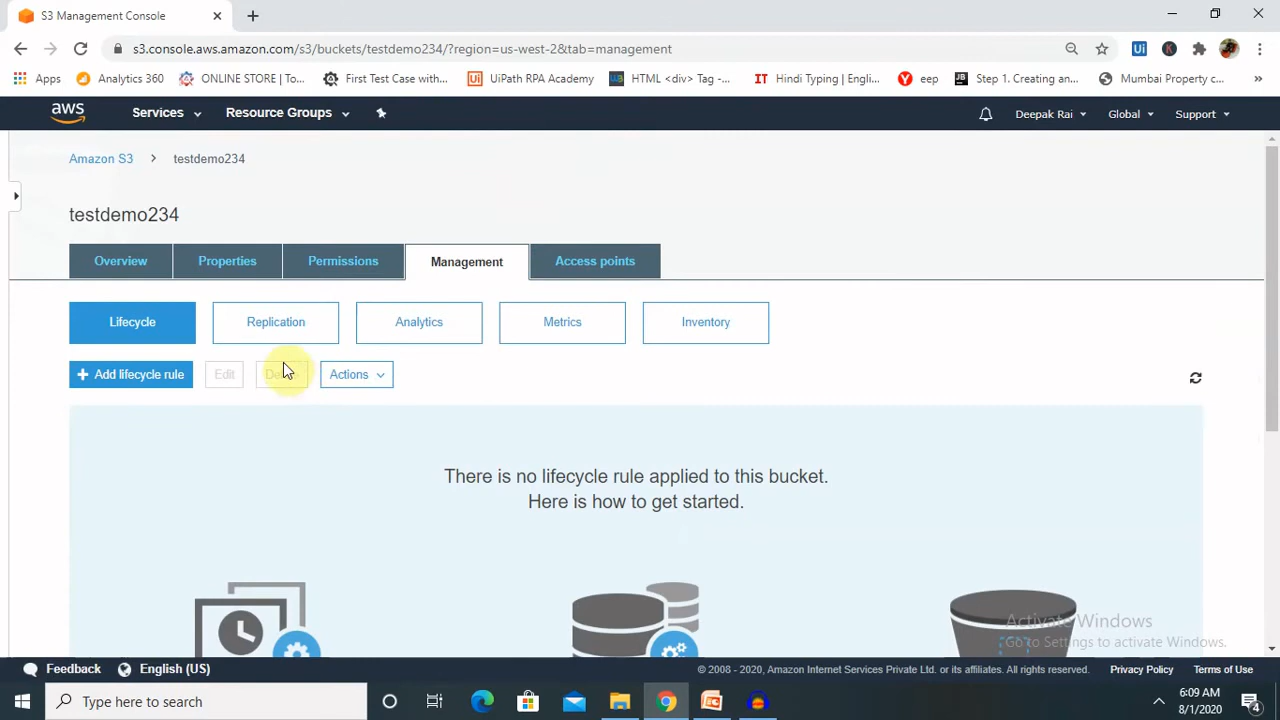 S3 Management Console
s3.console.aws.amazon.com/s3/buckets/testdemo234/?region=us-west-2&tab=management
Apps Analytics 360 ONLINE STORE | To... First Test Case with... UiPath RPA Academy HTML <div> Tag -... IT Hindi Typing | Engli... eep Step 1. Creating an... Mumbai Property c...
aws Services Resource Groups Deepak Rai Global Support
Amazon S3 > testdemo234
testdemo234
Overview Properties Permissions Management Access points
Lifecycle Replication Analytics Metrics Inventory
+ Add lifecycle rule Edit Actions
There is no lifecycle rule applied to this bucket.
Here is how to get started.
Activate Windows
Go to Settings to activate Windows.
Feedback English (US) © 2008 - 2020, Amazon Internet Services Private Ltd. or its affiliates. All rights reserved. Privacy Policy Terms of Use
Type here to search
6:09 AM
8/1/2020
4